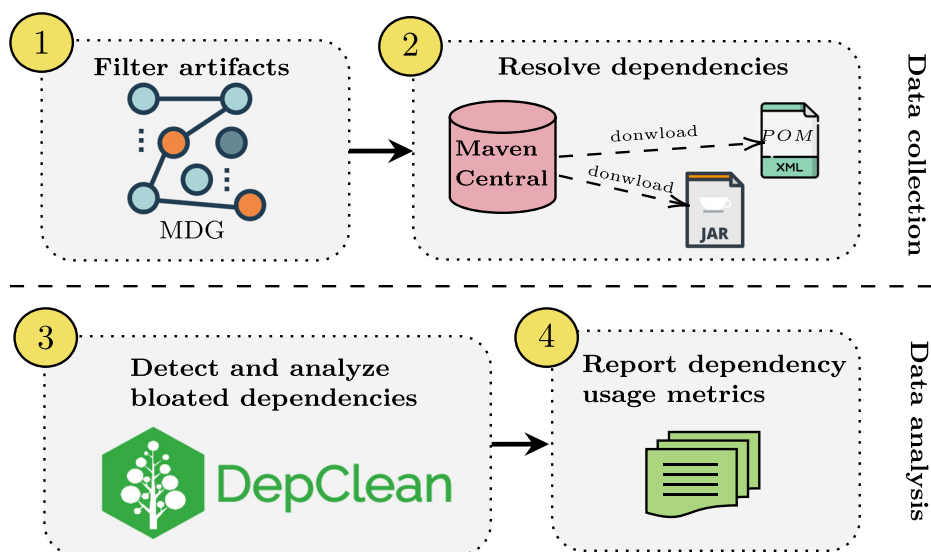 1
Filter artifacts
MDG
2
Resolve dependencies
Maven
Central
donwload
donwload
POM
XML
JAR
Data collection
3
Detect and analyze
bloated dependencies
DepClean
4
Report dependency
usage metrics
Data analysis